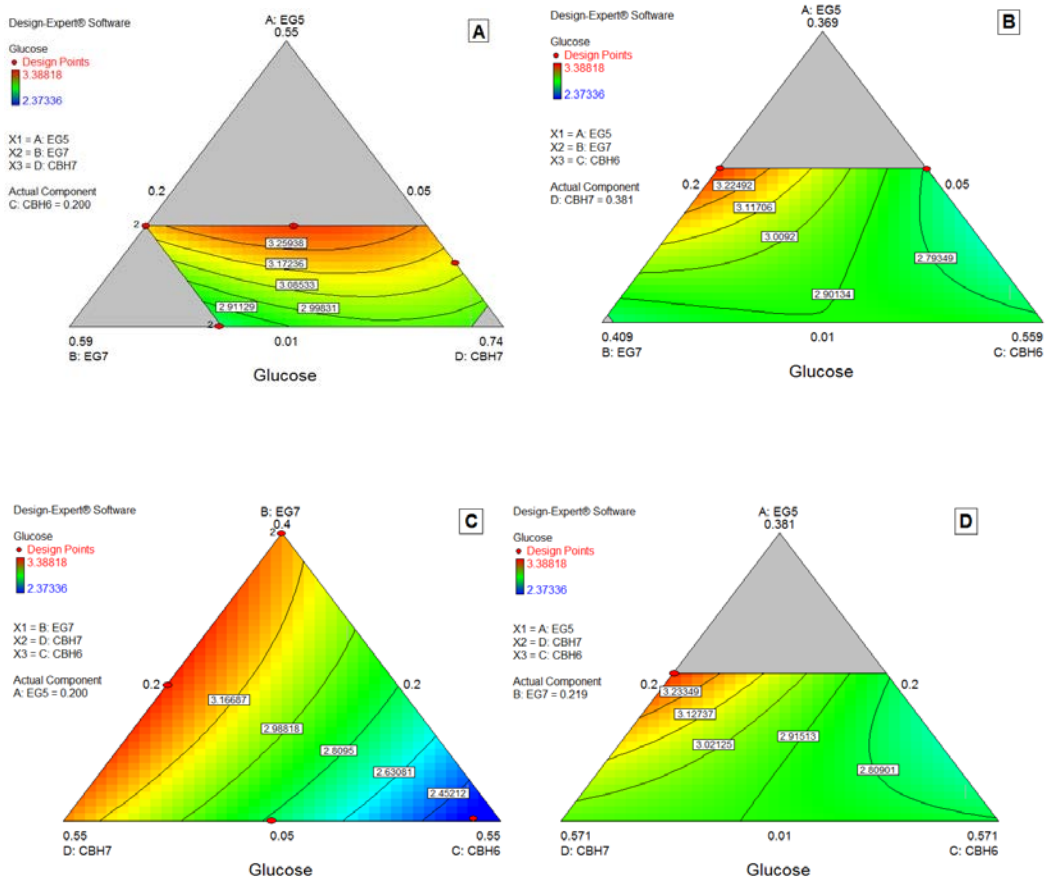 Design-Expert® Software
Glucose
Design Points
3.38818
2.37336
X1 = A: EG5
X2 = B: EG7
X3 = D: CBH7
Actual Component
C: CBH6 = 0.200
A: EG5
0.55
A
0.2
0.05
2
3.25938
3.17236
3.08533
2.99831
2.91129
2
0.59
0.01
0.74
B: EG7
D: CBH7
Glucose
Design-Expert® Software
Glucose
Design Points
3.38818
2.37336
X1 = A: EG5
X2 = B: EG7
X3 = C: CBH6
Actual Component
D: CBH7 = 0.381
A: EG5
0.369
B
0.2
0.05
3.22492
3.11706
3.0092
2.79349
2.90134
0.409
0.01
0.559
B: EG7
C: CBH6
Glucose
Design-Expert® Software
Glucose
Design Points
3.38818
2.37336
X1 = B: EG7
X2 = D: CBH7
X3 = C: CBH6
Actual Component
A: EG5 = 0.200
B: EG7
0.4
2
C
0.2
0.2
3.16687
2.98818
2.8095
2.63081
2.45212
0.55
0.05
0.55
D: CBH7
C: CBH6
Glucose
Design-Expert® Software
Glucose
Design Points
3.38818
2.37336
X1 = A: EG5
X2 = D: CBH7
X3 = C: CBH6
Actual Component
B: EG7 = 0.219
A: EG5
0.381
D
0.2
0.2
3.23349
3.12737
3.02125
2.91513
2.80901
0.571
0.01
0.571
D: CBH7
C: CBH6
Glucose